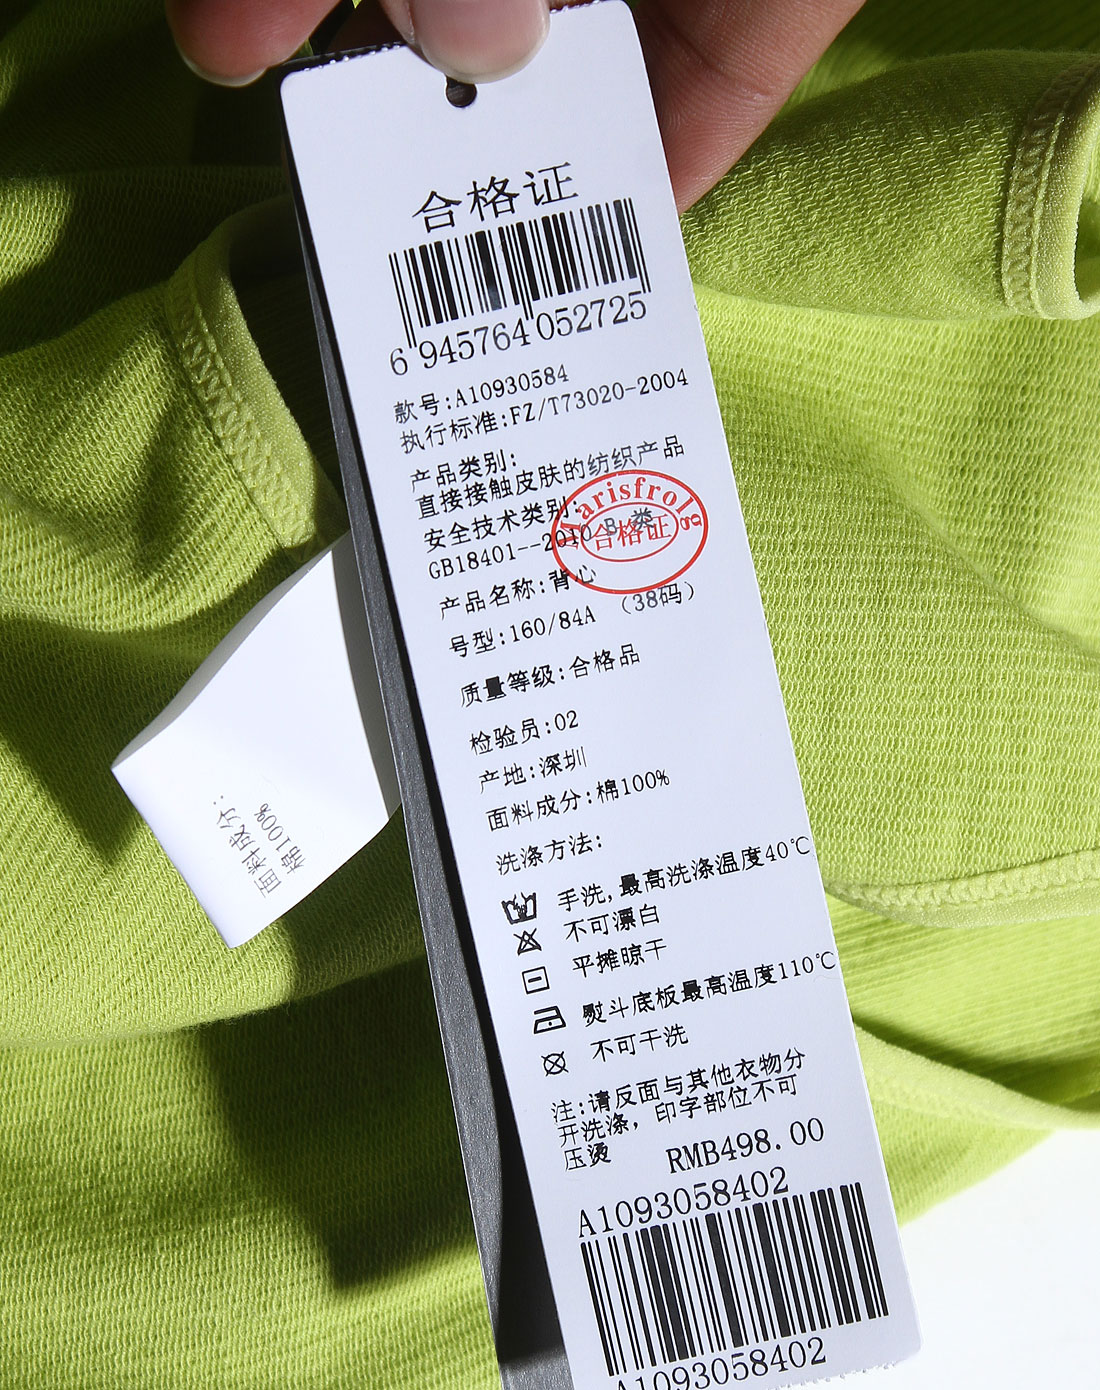 合格证
6 945764 052725
款号:A10930584
执行标准:FZ/T73020-2004
产品类别:
直接接触皮肤的纺织产品
安全技术类别:
GB18401--2010 B 类
Marisfrolg
合格证
产品名称:背心
号型:160/84A （38码）
质量等级:合格品
检验员:02
产地:深圳
面料成分:棉100%
洗涤方法:
手洗,最高洗涤温度40℃
不可漂白
平摊晾干
熨斗底板最高温度110℃
不可干洗
注:请反面与其他衣物分
开洗涤，印字部位不可
压烫
RMB498.00
A1093058402
A1093058402
面料成分:
棉100%